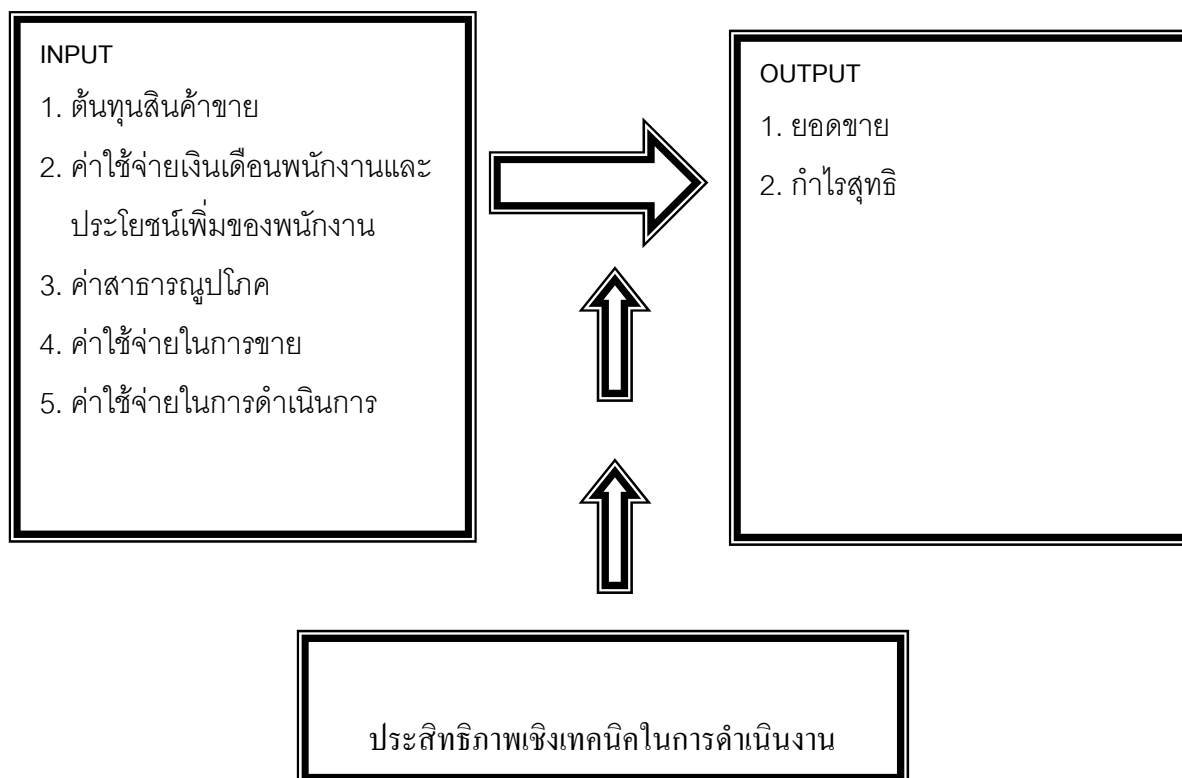 INPUT
1. ต้นทุนสินค้าขาย
2. ค่าใช้จ่ายเงินเดือนพนักงานและ
ประโยชน์เพิ่มของพนักงาน
3. ค่าสาธารณูปโภค
4. ค่าใช้จ่ายในการขาย
5. ค่าใช้จ่ายในการดำเนินการ
OUTPUT
1. ยอดขาย
2. กำไรสุทธิ
ประสิทธิภาพเชิงเทคนิคในการดำเนินงาน